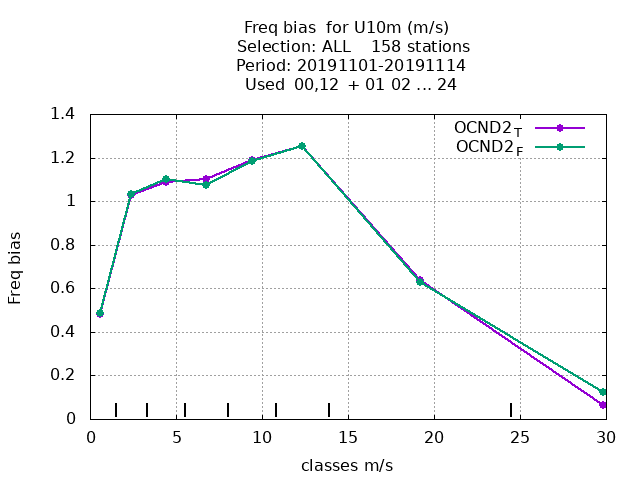 Freq bias  for U10m (m/s)
Selection: ALL    158 stations
Period: 20191101-20191114
Used  00,12  + 01 02 ... 24
OCND2T
OCND2F
1.4
1.2
1
0.8
0.6
0.4
0.2
0
Freq bias
0 5 10 15 20 25 30
classes m/s